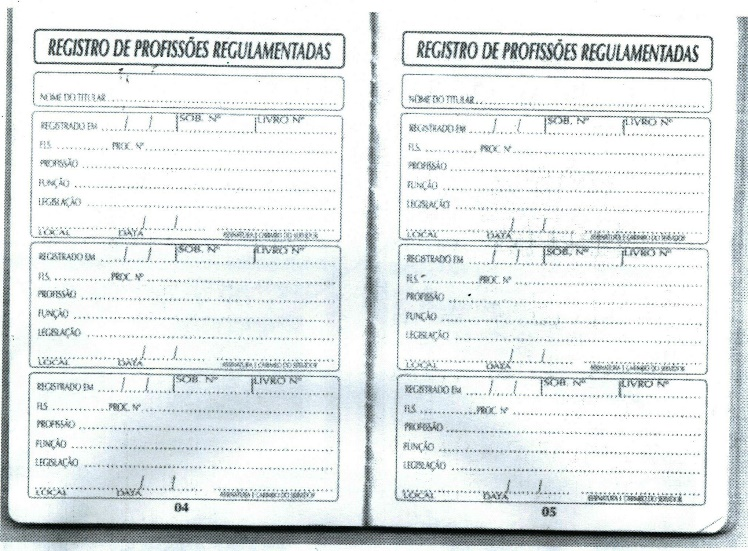 REGISTRO DE PROFISSÕES REGULAMENTADAS
NOME DO TITULAR
REGISTRADO EM / / SOB. Nº LIVRO Nº
FLS. PROC. Nº
PROFISSÃO
FUNÇÃO
LEGISLAÇÃO
/ /
LOCAL DATA ASSINATURA E CARIMBO DO SERVIDOR
REGISTRADO EM / / SOB. Nº LIVRO Nº
FLS. PROC. Nº
PROFISSÃO
FUNÇÃO
LEGISLAÇÃO
/ /
LOCAL DATA ASSINATURA E CARIMBO DO SERVIDOR
REGISTRADO EM / / SOB. Nº LIVRO Nº
FLS PROC. Nº
PROFISSÃO
FUNÇÃO
LEGISLAÇÃO
/ /
LOCAL DATA ASSINATURA E CARIMBO DO SERVIDOR
04
REGISTRO DE PROFISSÕES REGULAMENTADAS
NOME DO TITULAR
REGISTRADO EM / / SOB. Nº LIVRO Nº
FLS. PROC. Nº
PROFISSÃO
FUNÇÃO
LEGISLAÇÃO
/ /
LOCAL DATA ASSINATURA E CARIMBO DO SERVIDOR
REGISTRADO EM / / SOB. Nº LIVRO Nº
FLS. PROC. Nº
PROFISSÃO
FUNÇÃO
LEGISLAÇÃO
/ /
LOCAL DATA ASSINATURA E CARIMBO DO SERVIDOR
REGISTRADO EM / / SOB. Nº LIVRO Nº
FLS. PROC. Nº
PROFISSÃO
FUNÇÃO
LEGISLAÇÃO
/ /
LOCAL DATA ASSINATURA E CARIMBO DO SERVIDOR
05